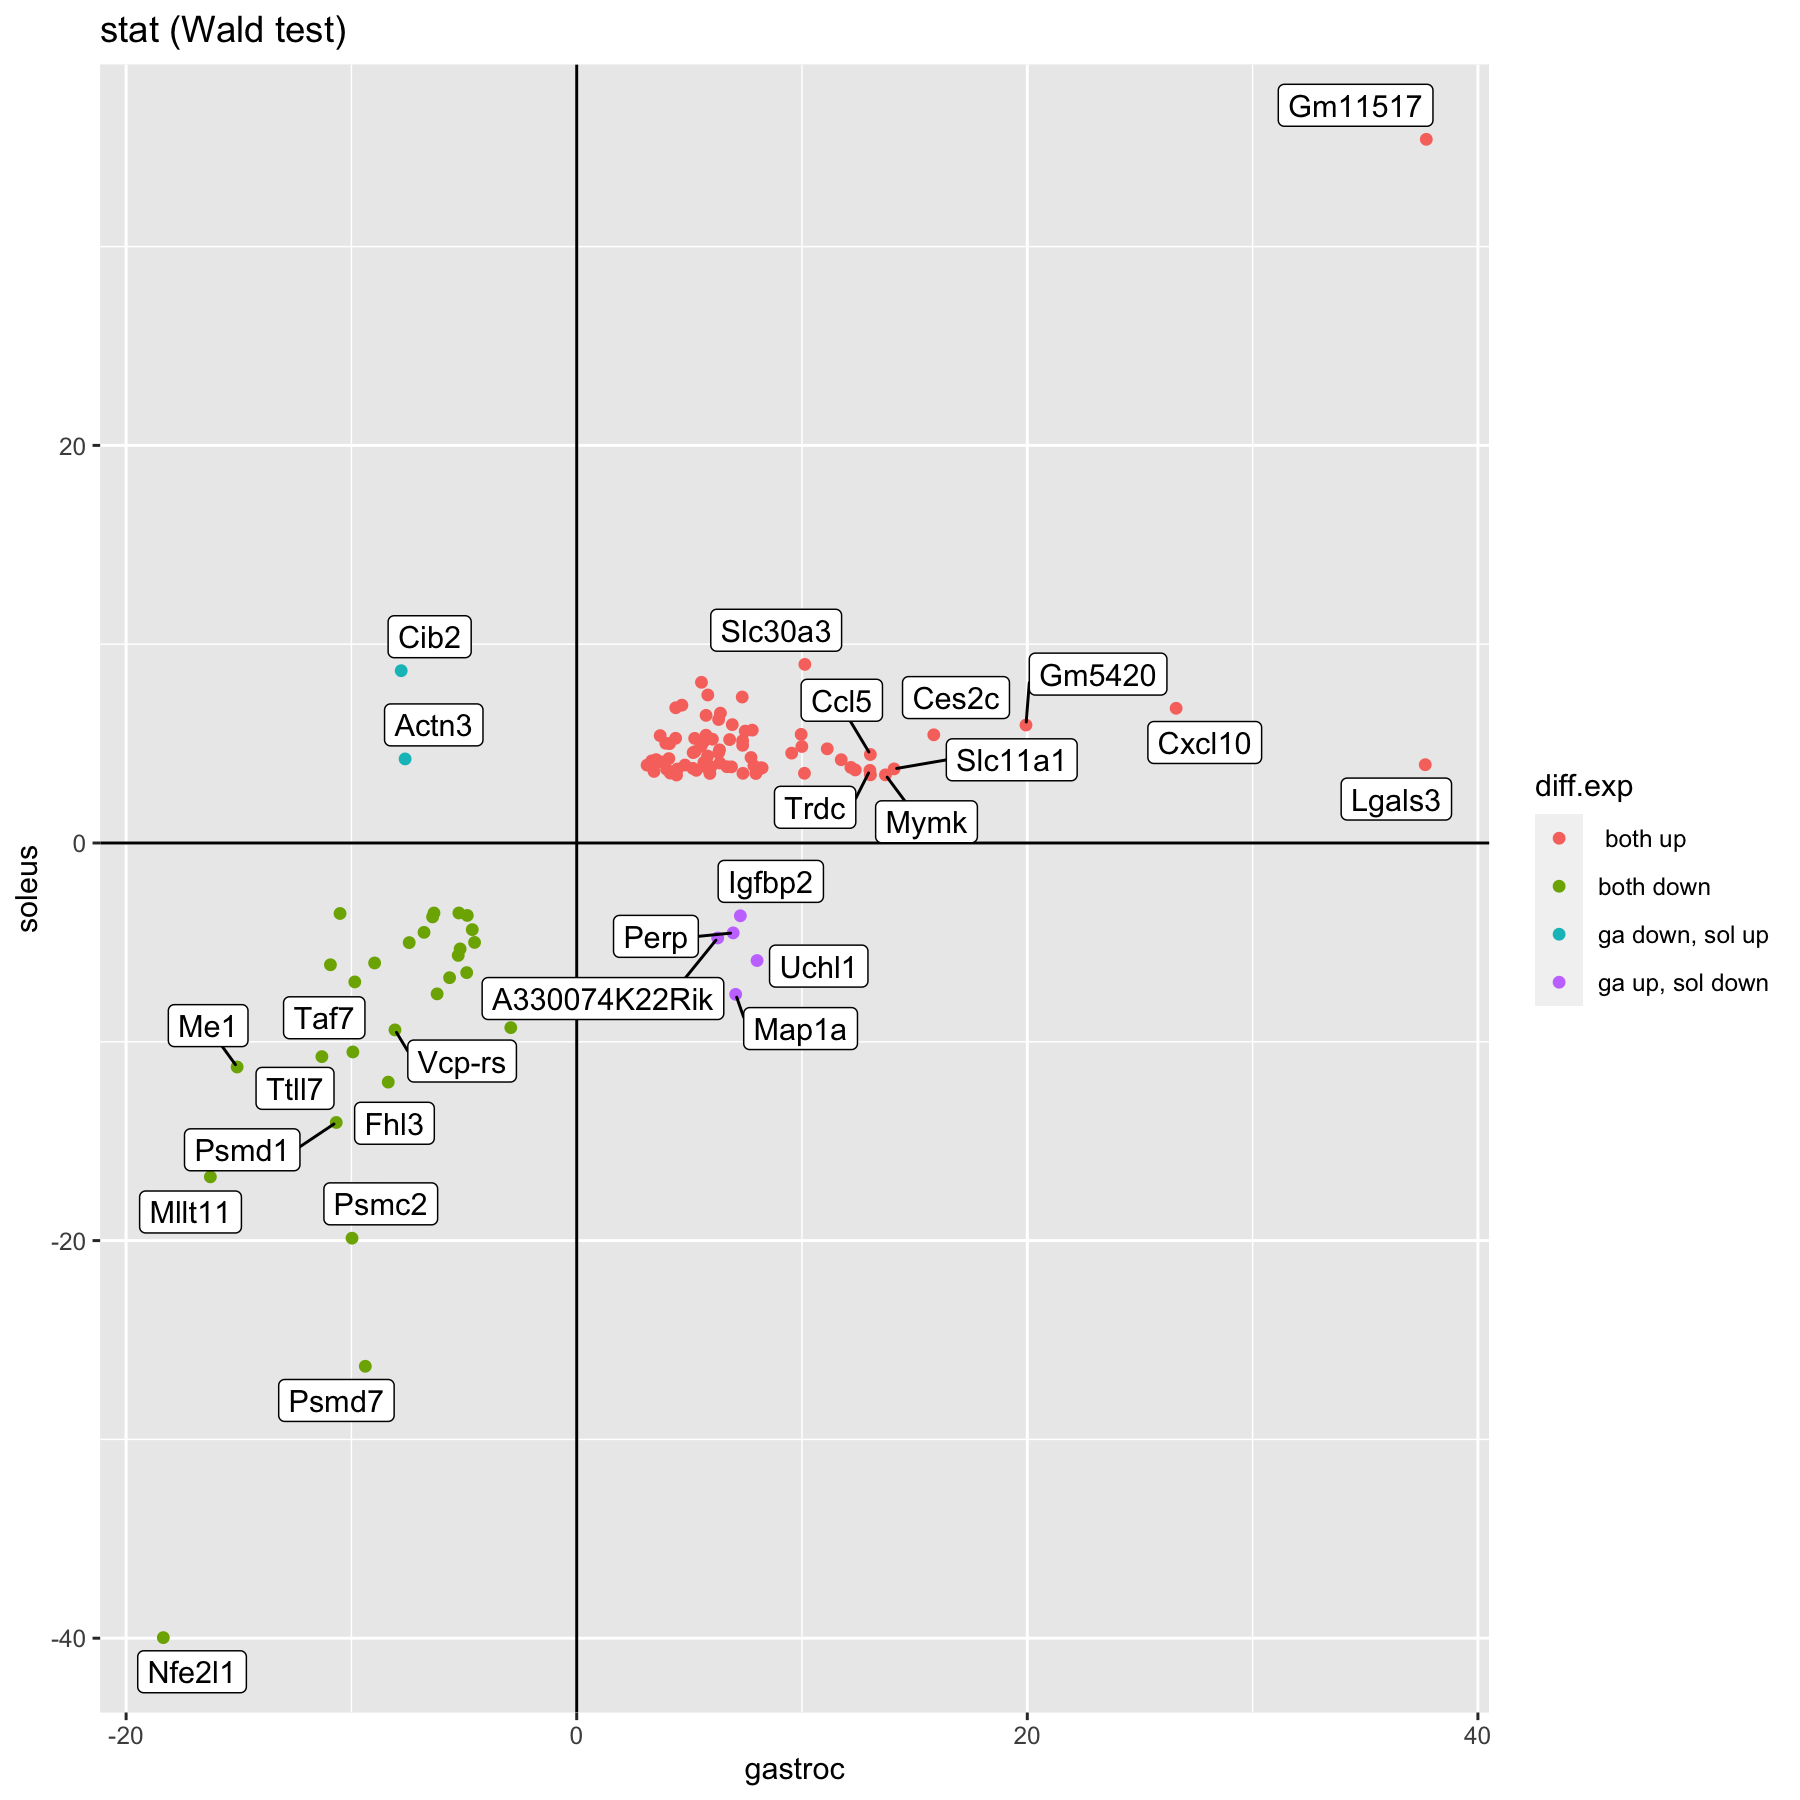 stat (Wald test)
Gm11517
20
Cib2
Slc30a3
Gm5420
Ccl5
Ces2c
Actn3
Cxcl10
Slc11a1
Lgals3
Trdc
Mymk
0
Igfbp2
Perp
Uchl1
A330074K22Rik
Taf7
Me1
Map1a
Vcp-rs
Ttll7
Fhl3
Psmd1
Psmc2
Mllt11
-20
Psmd7
-40
Nfe2l1
-20
0
20
40
gastroc
soleus
diff.exp
both up
both down
ga down, sol up
ga up, sol down